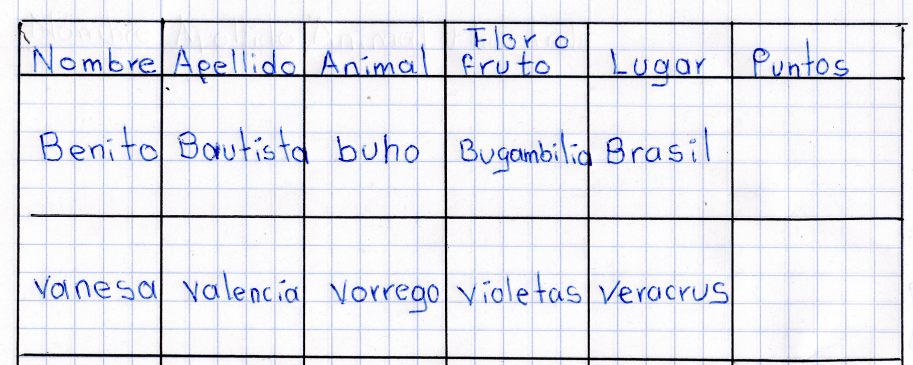 Nombre Apellido Animal Flor o fruto Lugar Puntos
Benito Bautista buho Bugambilia Brasil
vanesa valencia vorrego violetas veracrus